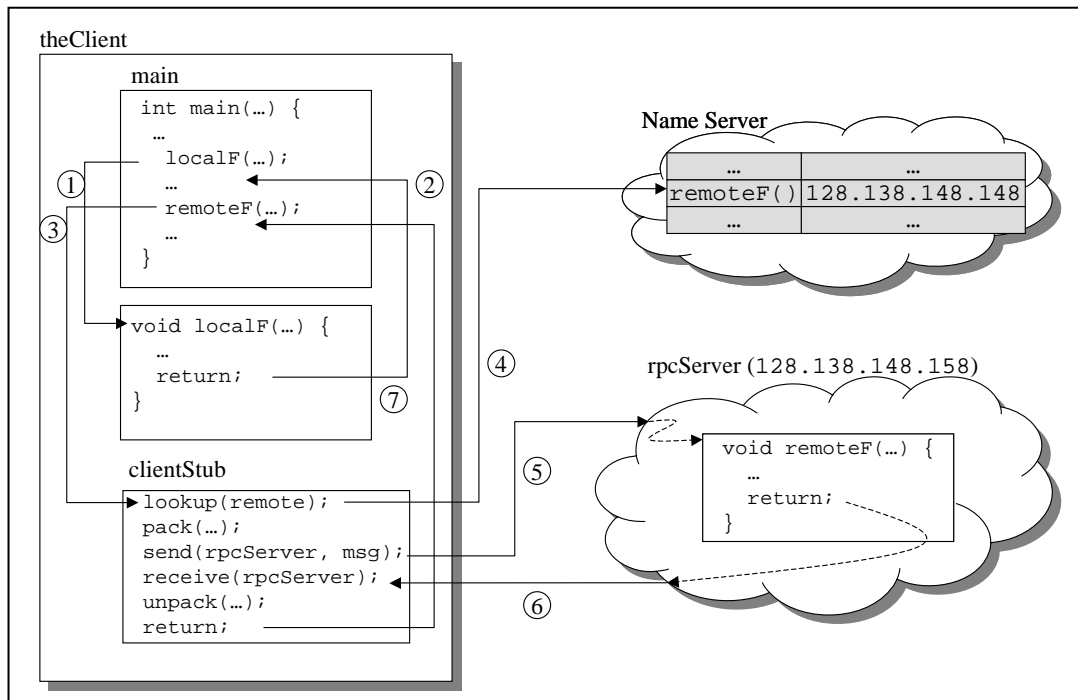 theClient
main
int main(…) {
…
localF(…);
…
remoteF(…);
…
}
①
②
③
void localF(…) {
…
return;
}
⑦
clientStub
lookup(remote);
pack(…);
send(rpcServer, msg);
receive(rpcServer);
unpack(…);
return;
④
⑤
⑥
Name Server
… …
remoteF() 128.138.148.148
… …
rpcServer (128.138.148.158)
void remoteF(…) {
…
return;
}